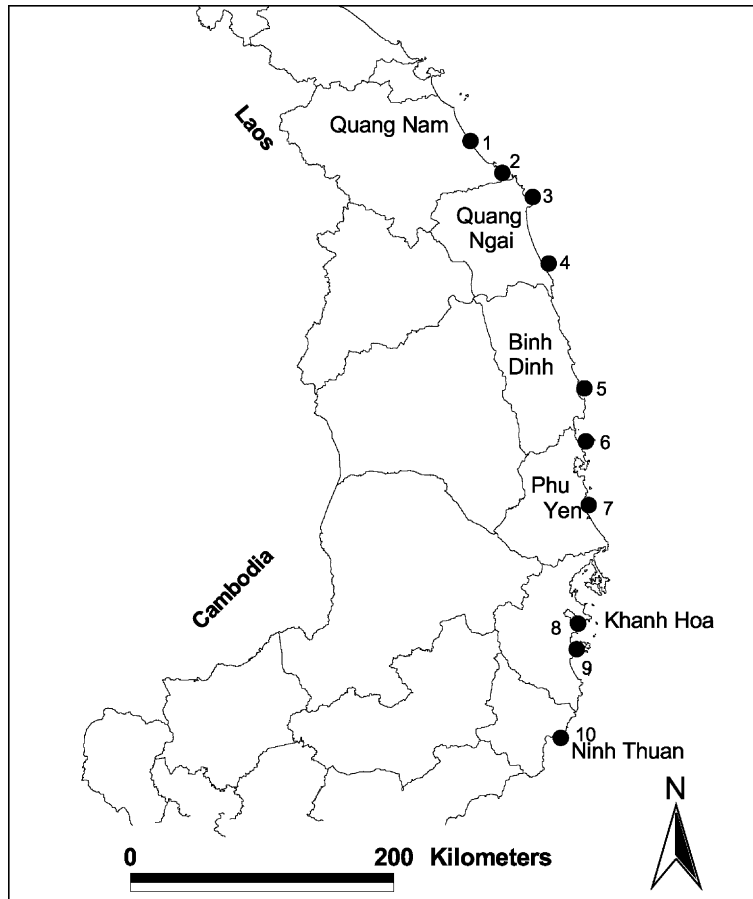 Laos
Quang Nam
1
2
3
Quang
Ngai
4
Binh
Dinh
5
6
Phu
Yen
7
Cambodia
8
Khanh Hoa
9
10
Ninh Thuan
N
0 200 Kilometers